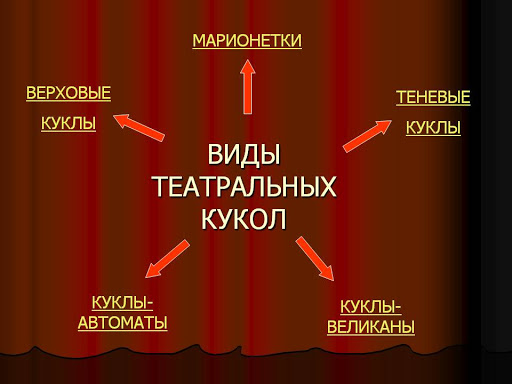 МАРИОНЕТКИ
ВЕРХОВЫЕ
КУКЛЫ
ТЕНЕВЫЕ
КУКЛЫ
ВИДЫ
ТЕАТРАЛЬНЫХ
КУКОЛ
КУКЛЫ-
АВТОМАТЫ
КУКЛЫ-
ВЕЛИКАНЫ